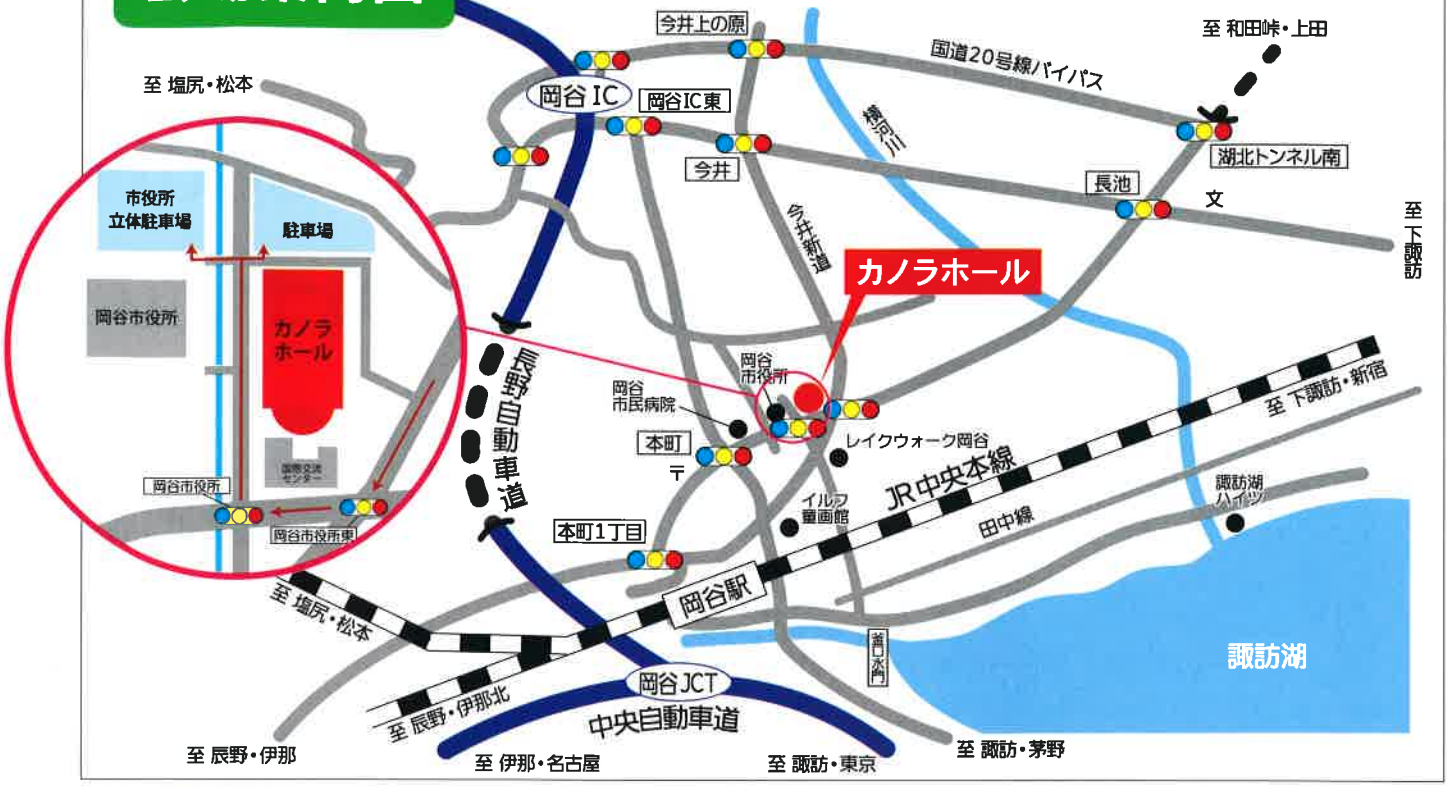 今井上の原
至 和田峠・上田
国道20号線バイパス
至 塩尻・松本
岡谷 IC
岡谷IC東
横河川
今井
湖北トンネル南
長池
文
至 下諏訪
市役所
立体駐車場
駐車場
今井新道
カノラホール
岡谷市役所
カノラ
ホール
長野自動車道
岡谷
市役所
岡谷
市民病院
至 下諏訪・新宿
本町
〒
レイクウォーク岡谷
JR中央本線
国際交流
センター
岡谷市役所
岡谷市役所東
諏訪湖
ハイツ
イルフ
童画館
田中線
本町1丁目
岡谷駅
至 塩尻・松本
釜口水門
諏訪湖
岡谷JCT
中央自動車道
至 辰野・伊那北
至 辰野・伊那
至 伊那・名古屋
至 諏訪・東京
至 諏訪・茅野